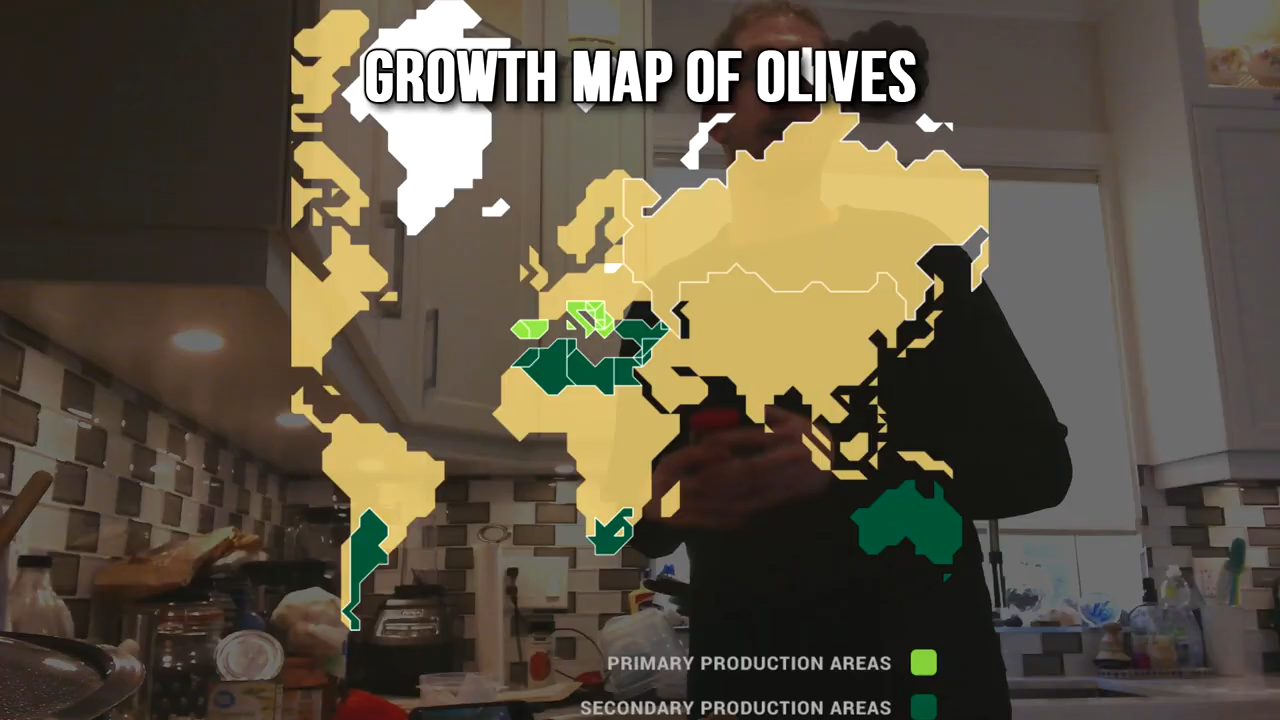 GROWTH MAP OF OLIVES
PRIMARY PRODUCTION AREAS
SECONDARY PRODUCTION AREAS